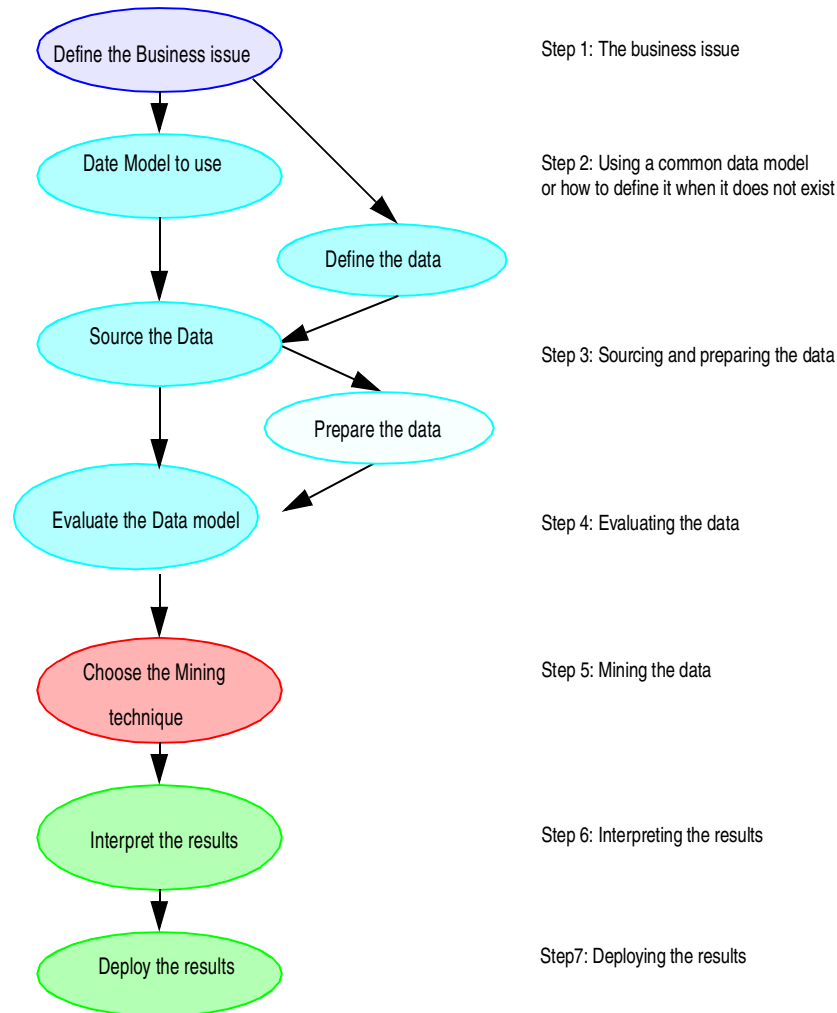 Define the Business issue
Step 1: The business issue
Date Model to use
Step 2: Using a common data model
or how to define it when it does not exist
Define the data
Source the Data
Step 3: Sourcing and preparing the data
Prepare the data
Evaluate the Data model
Step 4: Evaluating the data
Choose the Mining
technique
Step 5: Mining the data
Interpret the results
Step 6: Interpreting the results
Deploy the results
Step7: Deploying the results